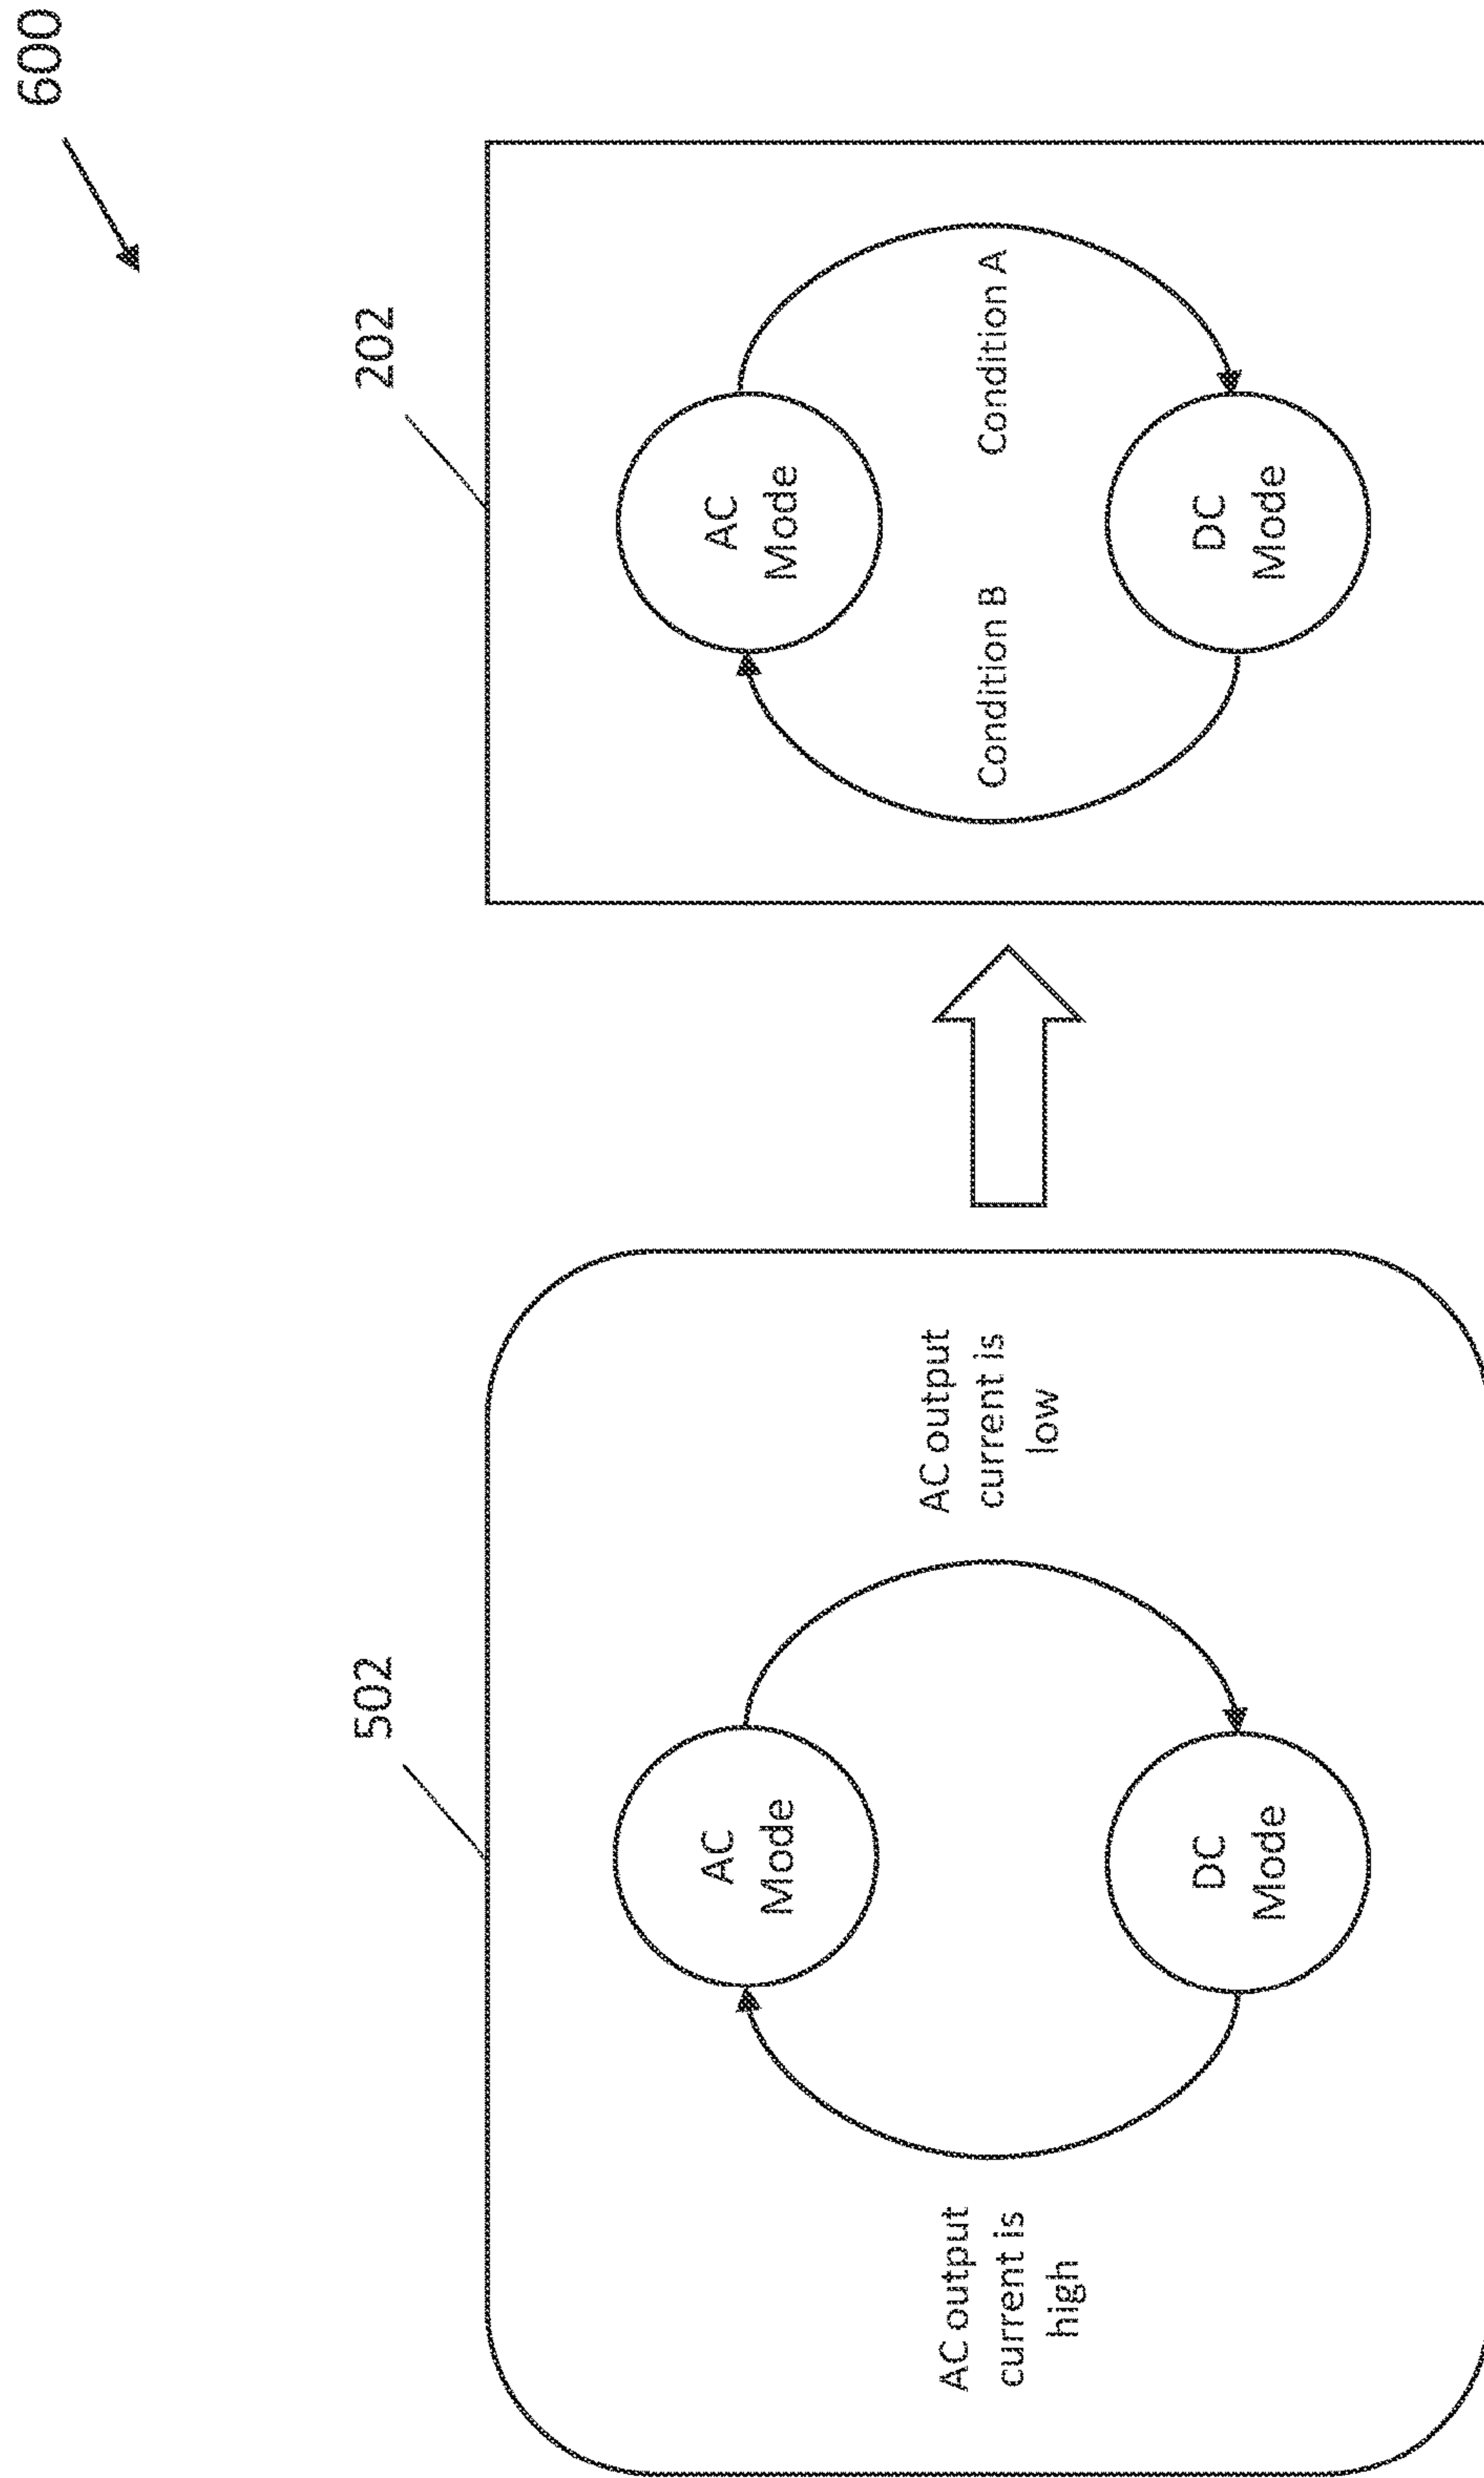 600
502
202
AC
Mode
AC output
current is
high
AC output
current is
low
DC
Mode
AC
Mode
Condition B
Condition A
DC
Mode